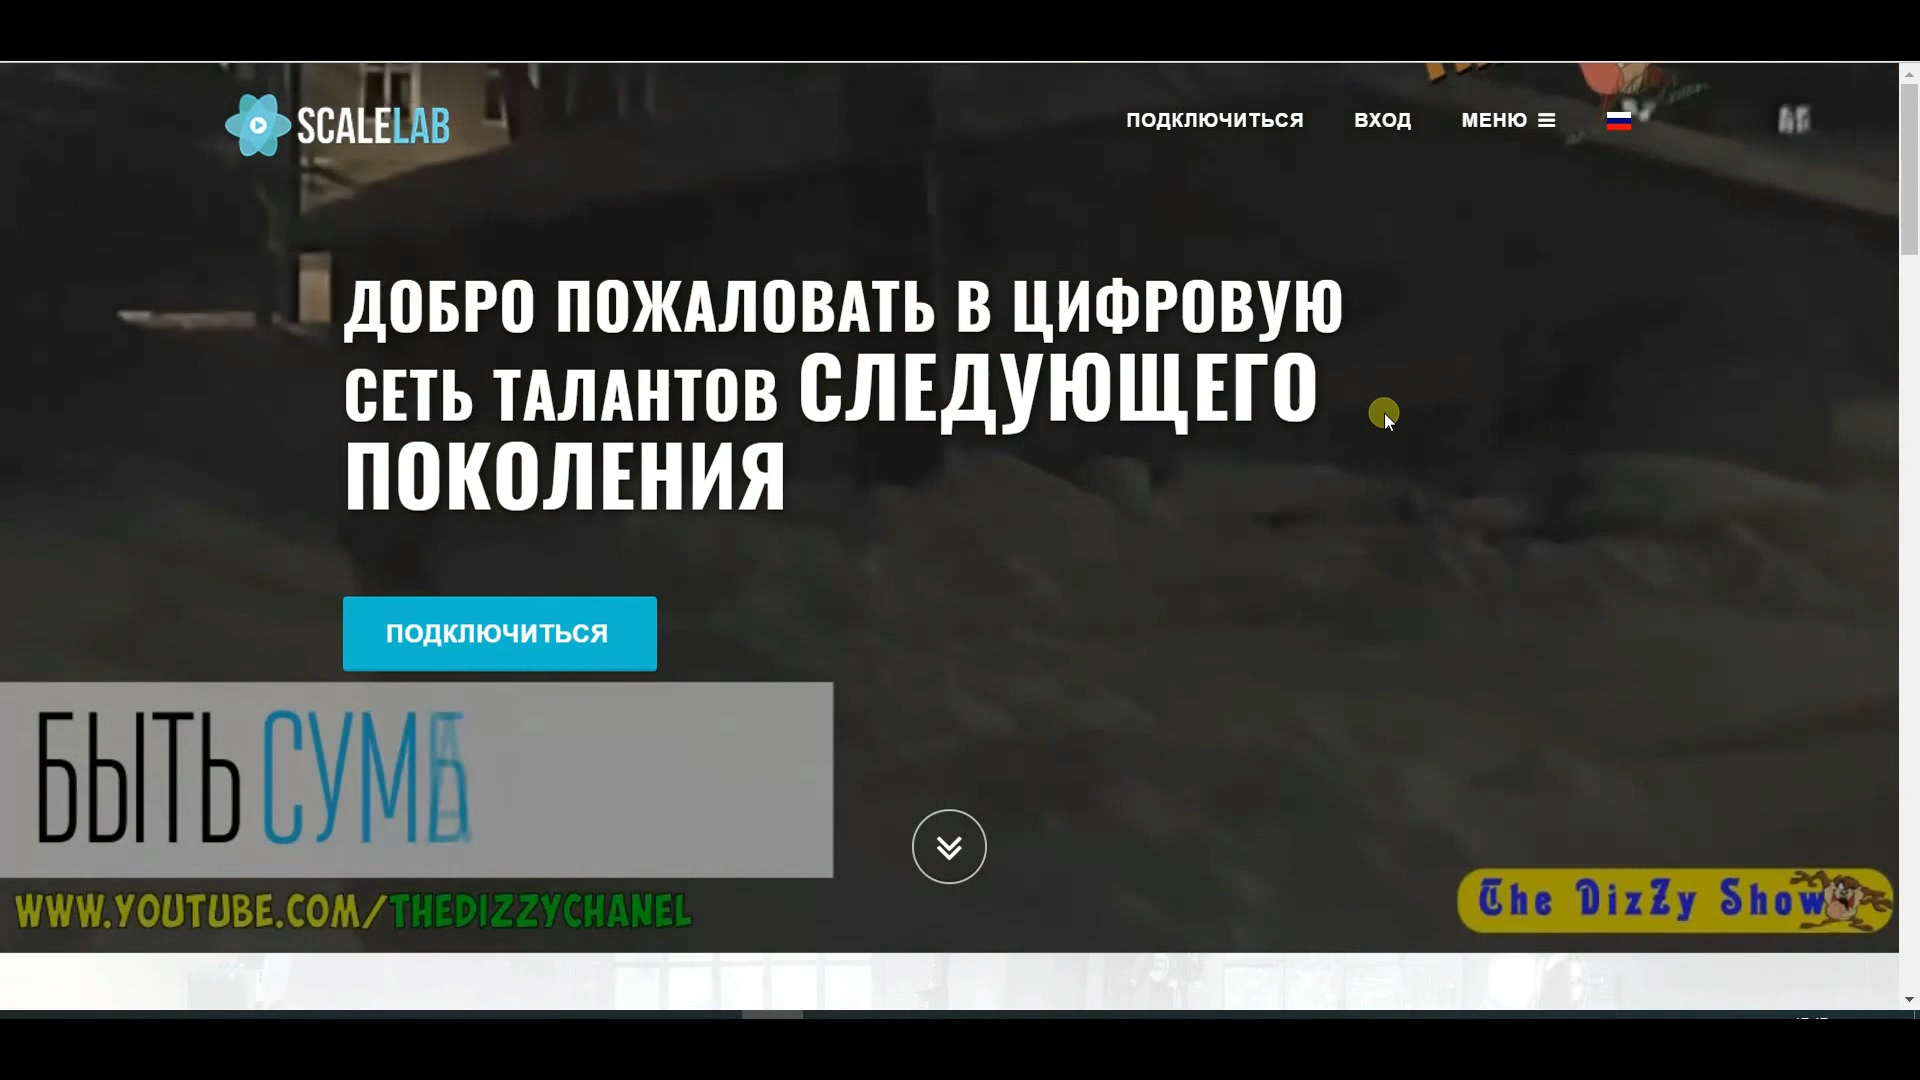 SCALELAB
ПОДКЛЮЧИТЬСЯ ВХОД МЕНЮ
ДОБРО ПОЖАЛОВАТЬ В ЦИФРОВУЮ
СЕТЬ ТАЛАНТОВ СЛЕДУЮЩЕГО
ПОКОЛЕНИЯ
ПОДКЛЮЧИТЬСЯ
БЫТЬ
WWW.YOUTUBE.COM/THEDIZZYCHANEL
The DizZy Show